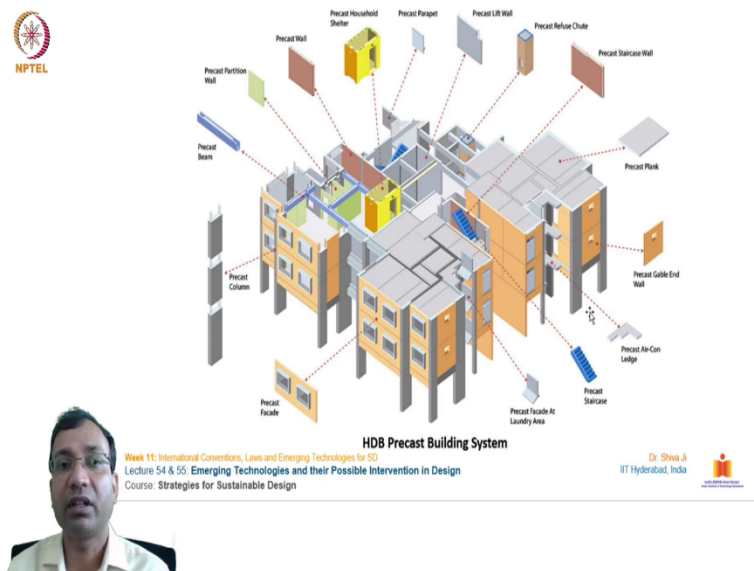 NPTEL
Precast Household
Shelter
Precast Parapet
Precast Lift Wall
Precast Refuse Chute
Precast Wall
Precast Staircase Wall
Precast Partition
Wall
Precast
Beam
Precast Plank
Precast
Column
Precast Gable End
Wall
Precast Air-Con
Ledge
Precast
Facade
Precast Facade At
Laundry Area
Precast
Staircase
HDB Precast Building System
Week 11: International Conventions, Laws and Emerging Technologies for SD
Lecture 54 & 55: Emerging Technologies and their Possible Intervention in Design
Course: Strategies for Sustainable Design
Dr. Shiva Ji
IIT Hyderabad, India